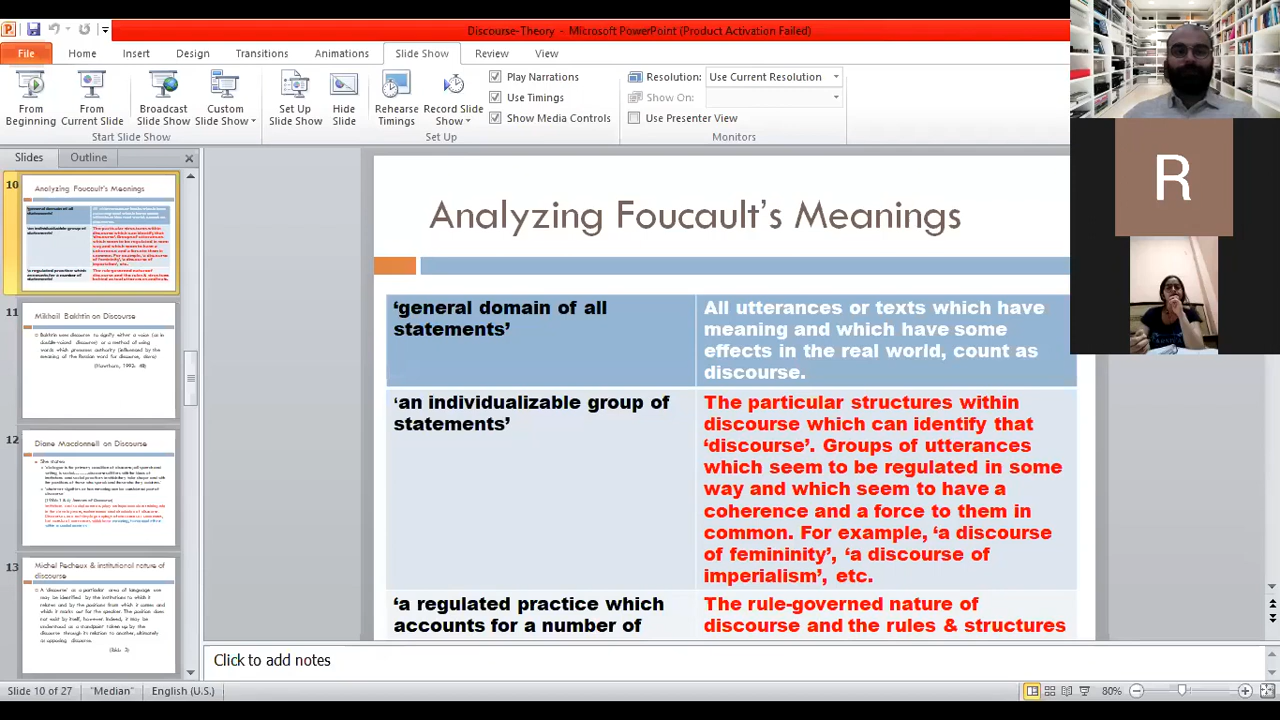 Discourse-Theory - Microsoft PowerPoint (Product Activation Failed)
File Home Insert Design Transitions Animations Slide Show Review View
From Beginning
From Current Slide
Broadcast Slide Show
Custom Slide Show
Set Up Slide Show
Hide Slide
Rehearse Timings
Record Slide Show
Play Narrations
Use Timings
Show Media Controls
Resolution: Use Current Resolution
Show On:
Use Presenter View
Start Slide Show
Set Up
Monitors
R
Slides Outline
10
Analyzing Foucault's Meanings
11
Mikhail Bakhtin on Discourse
12
Diane Macdonnell on Discourse
13
Michel Pecheux & institutional nature of
discourse
Analyzing Foucault's Meanings
‘general domain of all
statements’
All utterances or texts which have
meaning and which have some
effects in the real world, count as
discourse.
‘an individualizable group of
statements’
The particular structures within
discourse which can identify that
‘discourse’. Groups of utterances
which seem to be regulated in some
way and which seem to have a
coherence and a force to them in
common. For example, ‘a discourse
of femininity’, ‘a discourse of
imperialism’, etc.
‘a regulated practice which
accounts for a number of
The rule-governed nature of
discourse and the rules & structures
Click to add notes
Slide 10 of 27 "Median" English (U.S.) 80%